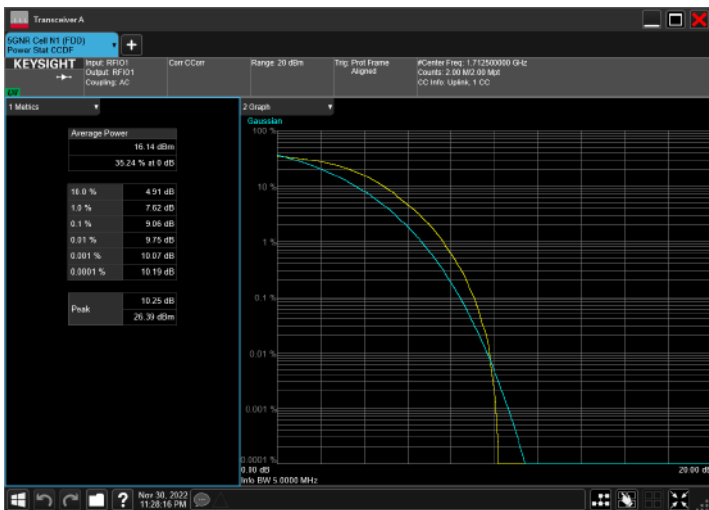 Transceiver A
5GNR Cell N1 (FDD)
Power Stat CCDF
KEYSIGHT
Input: RFIO1
Output: RFIO1
Coupling: AC
Corr CCorr
Range: 20 dBm
Trig: Prot Frame
Aligned
#Center Freq: 1.712500000 GHz
Counts: 2.00 M/2.00 Mpt
CC Info: Uplink, 1 CC
1 Metrics
Average Power
16.14 dBm
35.24 % at 0 dB
10.0 % 4.91 dB
1.0 % 7.62 dB
0.1 % 9.06 dB
0.01 % 9.75 dB
0.001 % 10.07 dB
0.0001 % 10.19 dB
Peak
10.25 dB
26.39 dBm
2 Graph
Gaussian
100 %
10 %
1 %
0.1 %
0.01 %
0.001 %
0.0001 %
0.00 dB
20.00 dB
Info BW 5.0000 MHz
Nov 30, 2022
11:28:16 PM